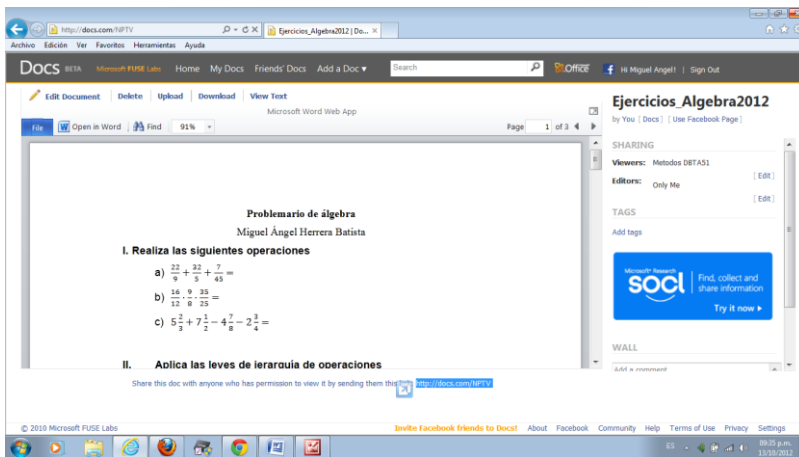 http://docs.com/NPTV
Ejercicios_Algebra2012 | Do...
Archivo Edición Ver Favoritos Herramientas Ayuda
Docs BETA Microsoft FUSE Labs Home My Docs Friends' Docs Add a Doc Search Office Hi Miguel Angel! | Sign Out
Edit Document Delete Upload Download View Text
Microsoft Word Web App
File Open in Word Find 91% Page 1 of 3
Ejercicios_Algebra2012
by You [ Docs ] [ Use Facebook Page ]
SHARING
Viewers: Metodos DBTA51
[ Edit ]
Editors: Only Me
[ Edit ]
TAGS
Add tags
Microsoft Research
SOCL Find, collect and
share information
Try it now
WALL
Add a comment
Problemario de álgebra
Miguel Ángel Herrera Batista
I. Realiza las siguientes operaciones
a) 22/9 + 32/5 + 7/45 =
b) 16/12 · 9/8 · 35/25 =
c) 5 2/3 + 7 1/2 − 4 7/8 − 2 3/4 =
II. Aplica las leyes de jerarquía de operaciones
Share this doc with anyone who has permission to view it by sending them this http://docs.com/NPTV
© 2010 Microsoft FUSE Labs
Invite Facebook friends to Docs! About Facebook Community Help Terms of Use Privacy Settings
ES 09:35 p.m.
13/10/2012